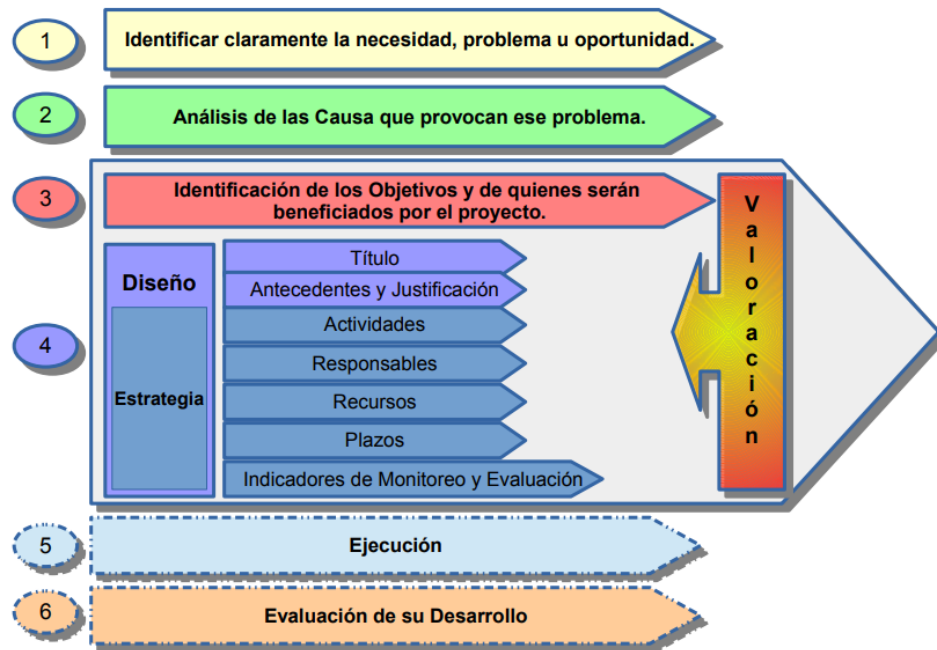 1
Identificar claramente la necesidad, problema u oportunidad.
2
Análisis de las Causa que provocan ese problema.
3
Identificación de los Objetivos y de quienes serán
beneficiados por el proyecto.
Valoración
4
Diseño
Estrategia
Título
Antecedentes y Justificación
Actividades
Responsables
Recursos
Plazos
Indicadores de Monitoreo y Evaluación
5
Ejecución
6
Evaluación de su Desarrollo